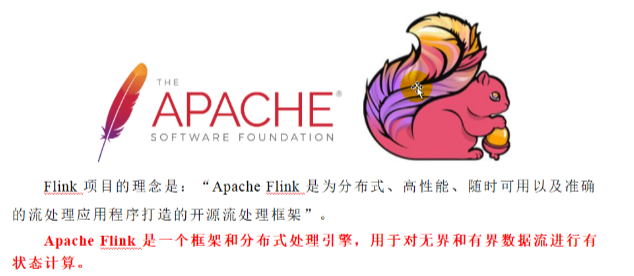 THE
APACHE®
SOFTWARE FOUNDATION
Flink 项目的理念是：“Apache Flink 是为分布式、高性能、随时可用以及准确
的流处理应用程序打造的开源流处理框架”。
Apache Flink 是一个框架和分布式处理引擎，用于对无界和有界数据流进行有
状态计算。